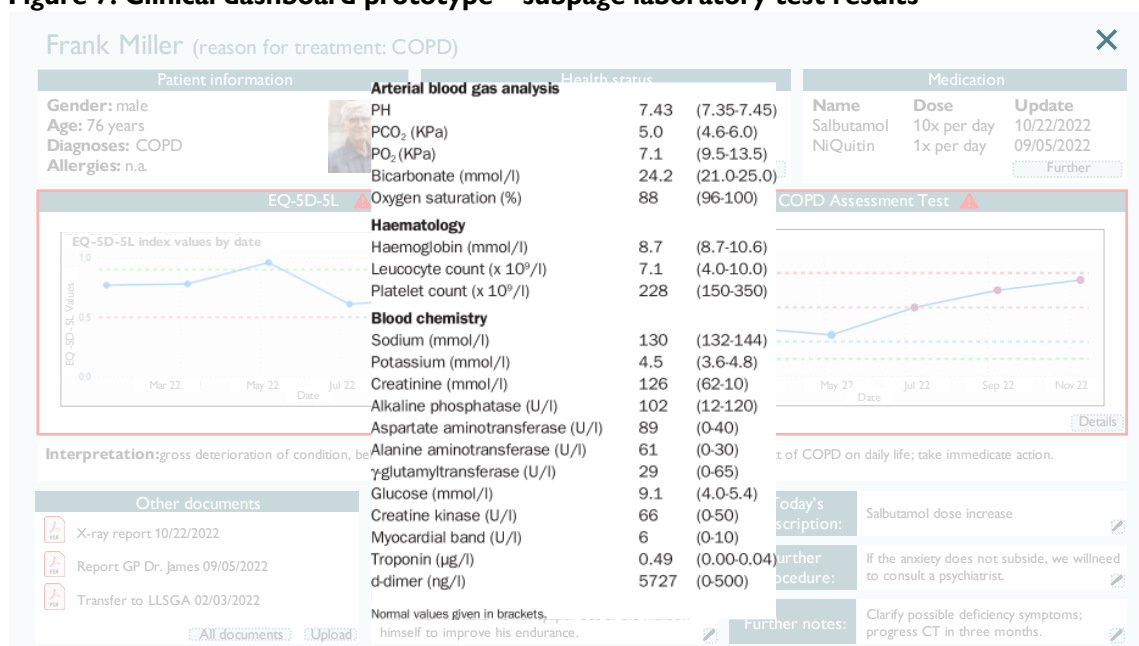 Figure 7. Clinical dashboard prototype – subpage laboratory test results
Frank Miller (reason for treatment: COPD)
Patient information
Gender: male
Age: 76 years
Diagnoses: COPD
Allergies: n.a.
Health status
Medication
Name Dose Update
Salbutamol 10x per day 10/22/2022
NiQuitin 1x per day 09/05/2022
Further
Arterial blood gas analysis
PH 7.43 (7.35-7.45)
PCO₂ (KPa) 5.0 (4.6-6.0)
PO₂ (KPa) 7.1 (9.5-13.5)
Bicarbonate (mmol/l) 24.2 (21.0-25.0)
Oxygen saturation (%) 88 (96-100)
Haematology
Haemoglobin (mmol/l) 8.7 (8.7-10.6)
Leucocyte count (x 10⁹/l) 7.1 (4.0-10.0)
Platelet count (x 10⁹/l) 228 (150-350)
Blood chemistry
Sodium (mmol/l) 130 (132-144)
Potassium (mmol/l) 4.5 (3.6-4.8)
Creatinine (mmol/l) 126 (62-10)
Alkaline phosphatase (U/l) 102 (12-120)
Aspartate aminotransferase (U/l) 89 (0-40)
Alanine aminotransferase (U/l) 61 (0-30)
γ-glutamyltransferase (U/l) 29 (0-65)
Glucose (mmol/l) 9.1 (4.0-5.4)
Creatine kinase (U/l) 66 (0-50)
Myocardial band (U/l) 6 (0-10)
Troponin (μg/l) 0.49 (0.00-0.04)
d-dimer (ng/l) 5727 (0-500)
Normal values given in brackets.
EQ-5D-5L
EQ-5D-5L index values by date
EQ -5D -5L Values
1,0
0.5
0.0
Mar 22 May 22 Jul 22
Date
COPD Assessment Test
May 22 Jul 22 Sep 22 Nov 22
Date
Details
Interpretation:gross deterioration of condition, be
t of COPD on daily life; take immedicate action.
Other documents
PDF X-ray report 10/22/2022
PDF Report GP Dr. James 09/05/2022
PDF Transfer to LLSGA 02/03/2022
All documents Upload
himself to improve his endurance.
oday's
scription:
Salbutamol dose increase
urther
ocedure:
If the anxiety does not subside, we willneed
to consult a psychiatrist.
Further notes:
Clarify possible deficiency symptoms;
progress CT in three months.